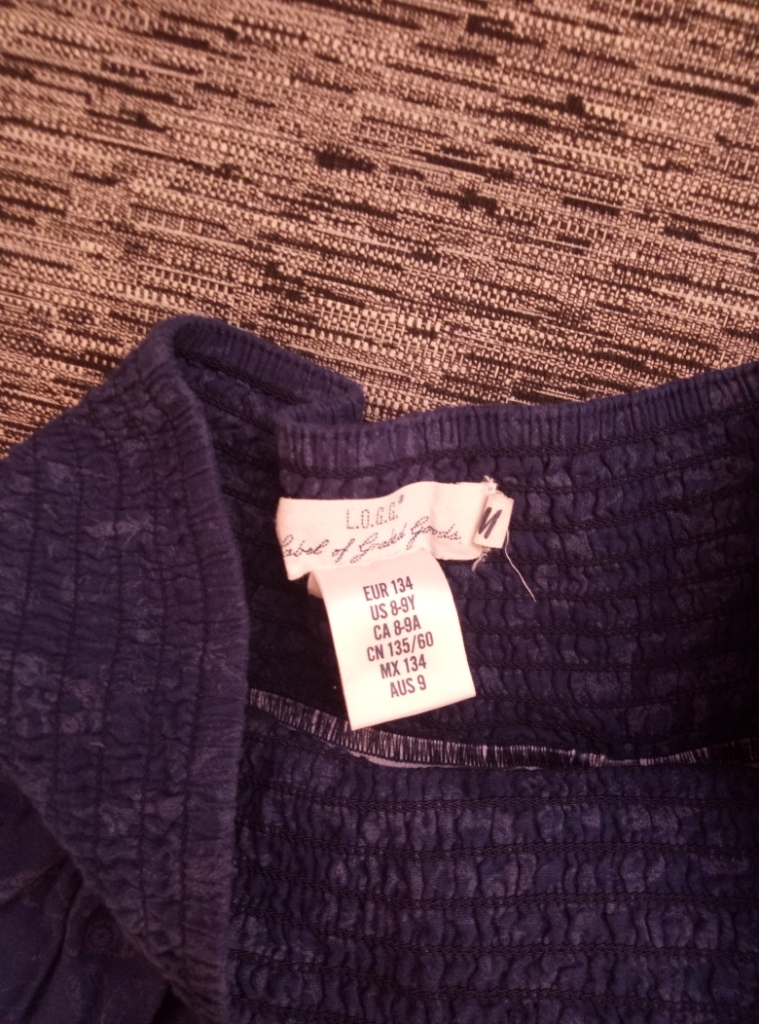 L.O.G.G.®
Label of Graded Goods
EUR 134
US 8-9Y
CA 8-9A
CN 135/60
MX 134
AUS 9